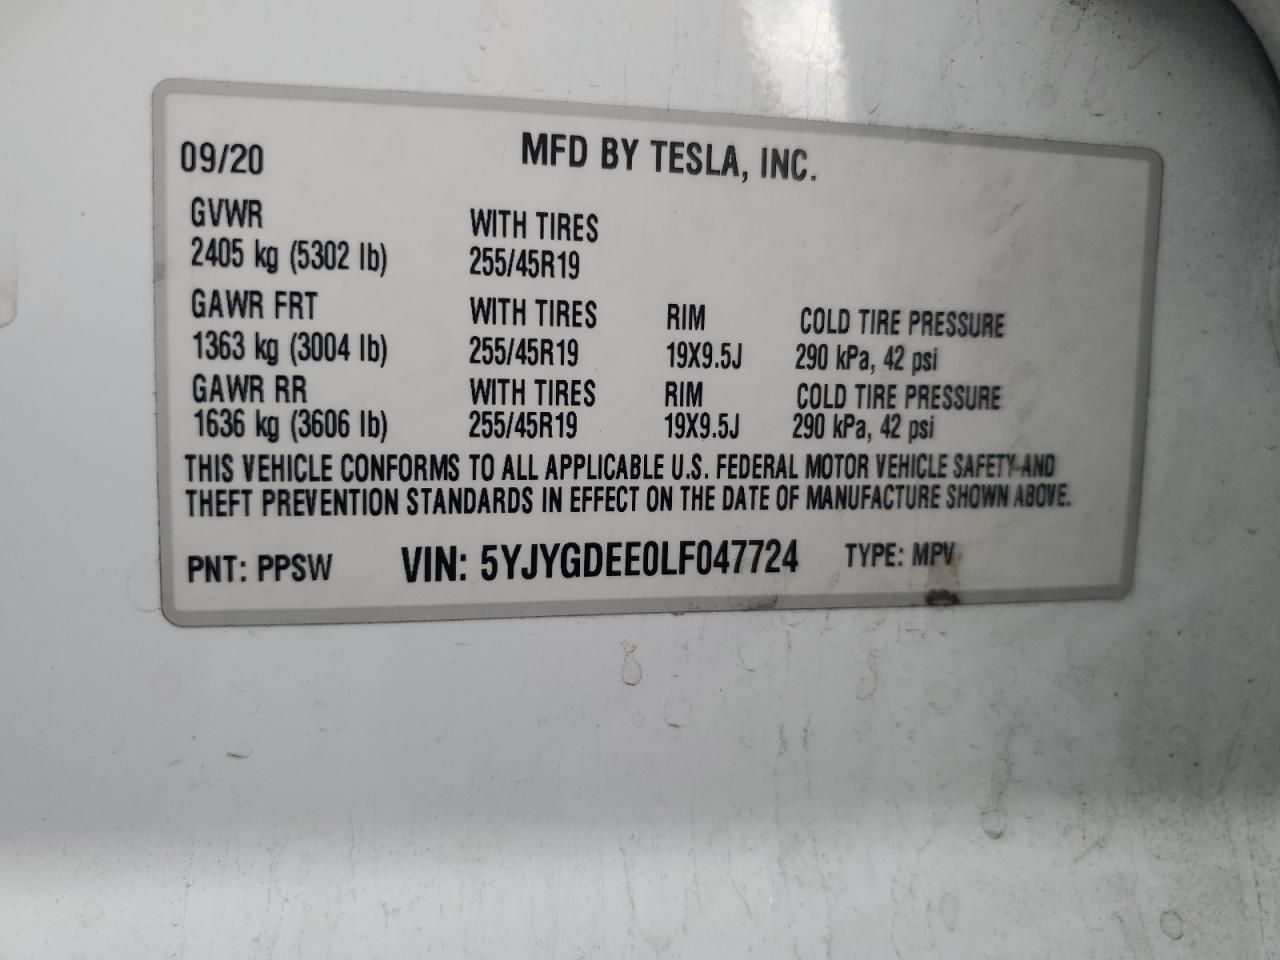 09/20 MFD BY TESLA, INC.
GVWR WITH TIRES
2405 kg (5302 lb) 255/45R19
GAWR FRT WITH TIRES RIM COLD TIRE PRESSURE
1363 kg (3004 lb) 255/45R19 19X9.5J 290 kPa, 42 psi
GAWR RR WITH TIRES RIM COLD TIRE PRESSURE
1636 kg (3606 lb) 255/45R19 19X9.5J 290 kPa, 42 psi
THIS VEHICLE CONFORMS TO ALL APPLICABLE U.S. FEDERAL MOTOR VEHICLE SAFETY AND
THEFT PREVENTION STANDARDS IN EFFECT ON THE DATE OF MANUFACTURE SHOWN ABOVE.
PNT: PPSW VIN: 5YJYGDEE0LF047724 TYPE: MPV